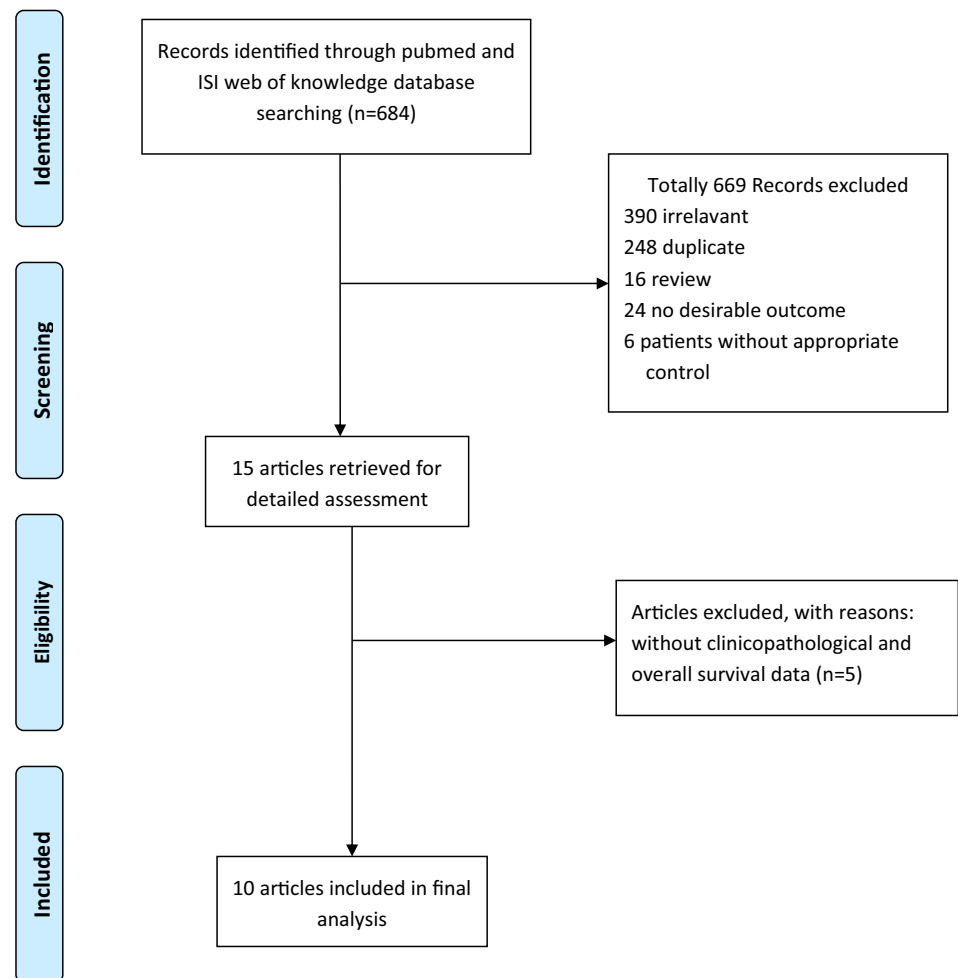 Identification
Records identified through pubmed and
ISI web of knowledge database
searching (n=684)
Totally 669 Records excluded
390 irrelavant
248 duplicate
16 review
24 no desirable outcome
6 patients without appropriate
control
Screening
15 articles retrieved for
detailed assessment
Eligibility
Articles excluded, with reasons:
without clinicopathological and
overall survival data (n=5)
Included
10 articles included in final
analysis